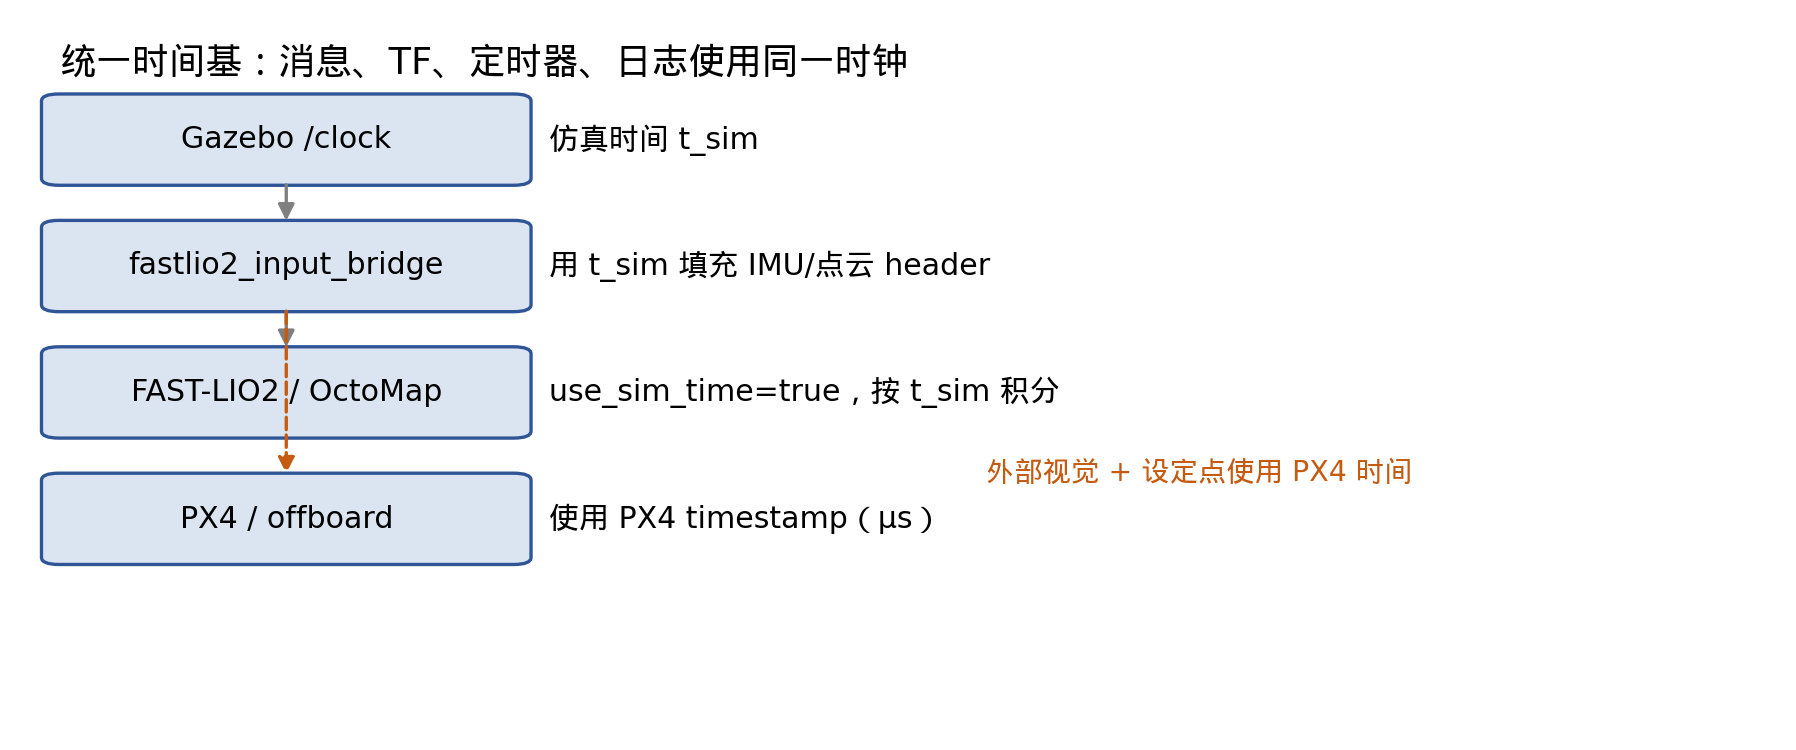 统一时间基：消息、TF、定时器、日志使用同一时钟
Gazebo /clock
仿真时间 t_sim
fastlio2_input_bridge
用 t_sim 填充 IMU/点云 header
FAST-LIO2 / OctoMap
use_sim_time=true，按 t_sim 积分
外部视觉 + 设定点使用 PX4 时间
PX4 / offboard
使用 PX4 timestamp（µs）